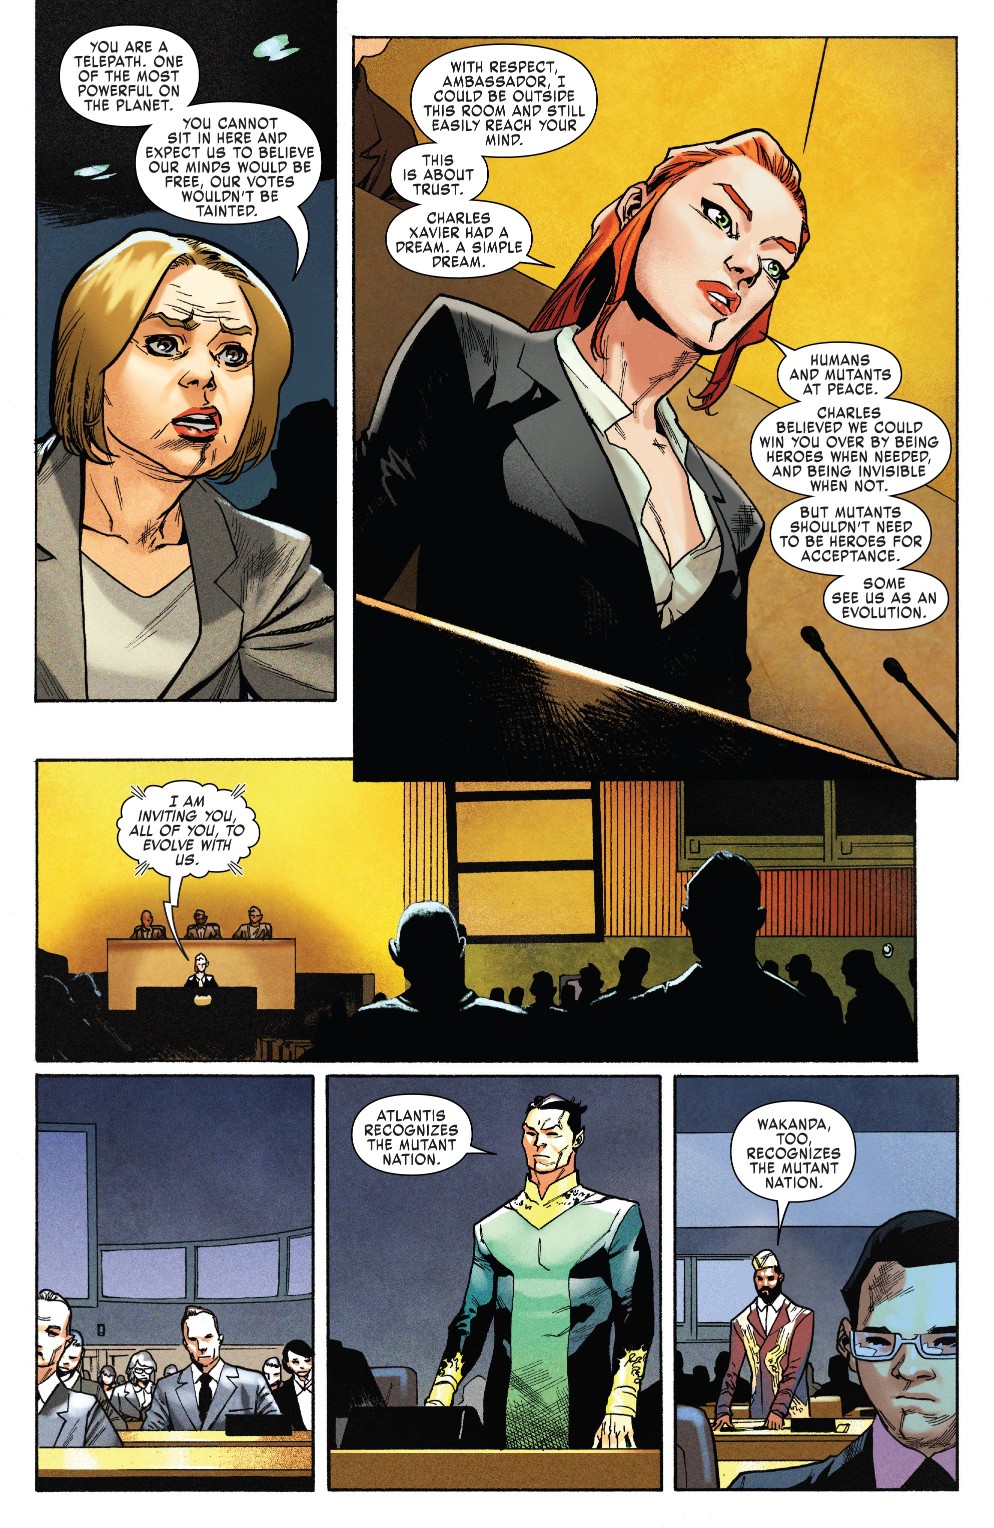 YOU ARE A
TELEPATH. ONE
OF THE MOST
POWERFUL ON
THE PLANET.
YOU CANNOT
SIT IN HERE AND
EXPECT US TO BELIEVE
OUR MINDS WOULD BE
FREE, OUR VOTES
WOULDN'T BE
TAINTED.
WITH RESPECT,
AMBASSADOR, I
COULD BE OUTSIDE
THIS ROOM AND STILL
EASILY REACH YOUR
MIND.
THIS
IS ABOUT
TRUST.
CHARLES
XAVIER HAD A
DREAM. A SIMPLE
DREAM.
HUMANS
AND MUTANTS
AT PEACE.
CHARLES
BELIEVED WE COULD
WIN YOU OVER BY BEING
HEROES WHEN NEEDED,
AND BEING INVISIBLE
WHEN NOT.
BUT MUTANTS
SHOULDN'T NEED
TO BE HEROES FOR
ACCEPTANCE.
SOME
SEE US AS AN
EVOLUTION.
I AM
INVITING YOU,
ALL OF YOU, TO
EVOLVE WITH
US.
ATLANTIS
RECOGNIZES
THE MUTANT
NATION.
WAKANDA,
TOO,
RECOGNIZES
THE MUTANT
NATION.